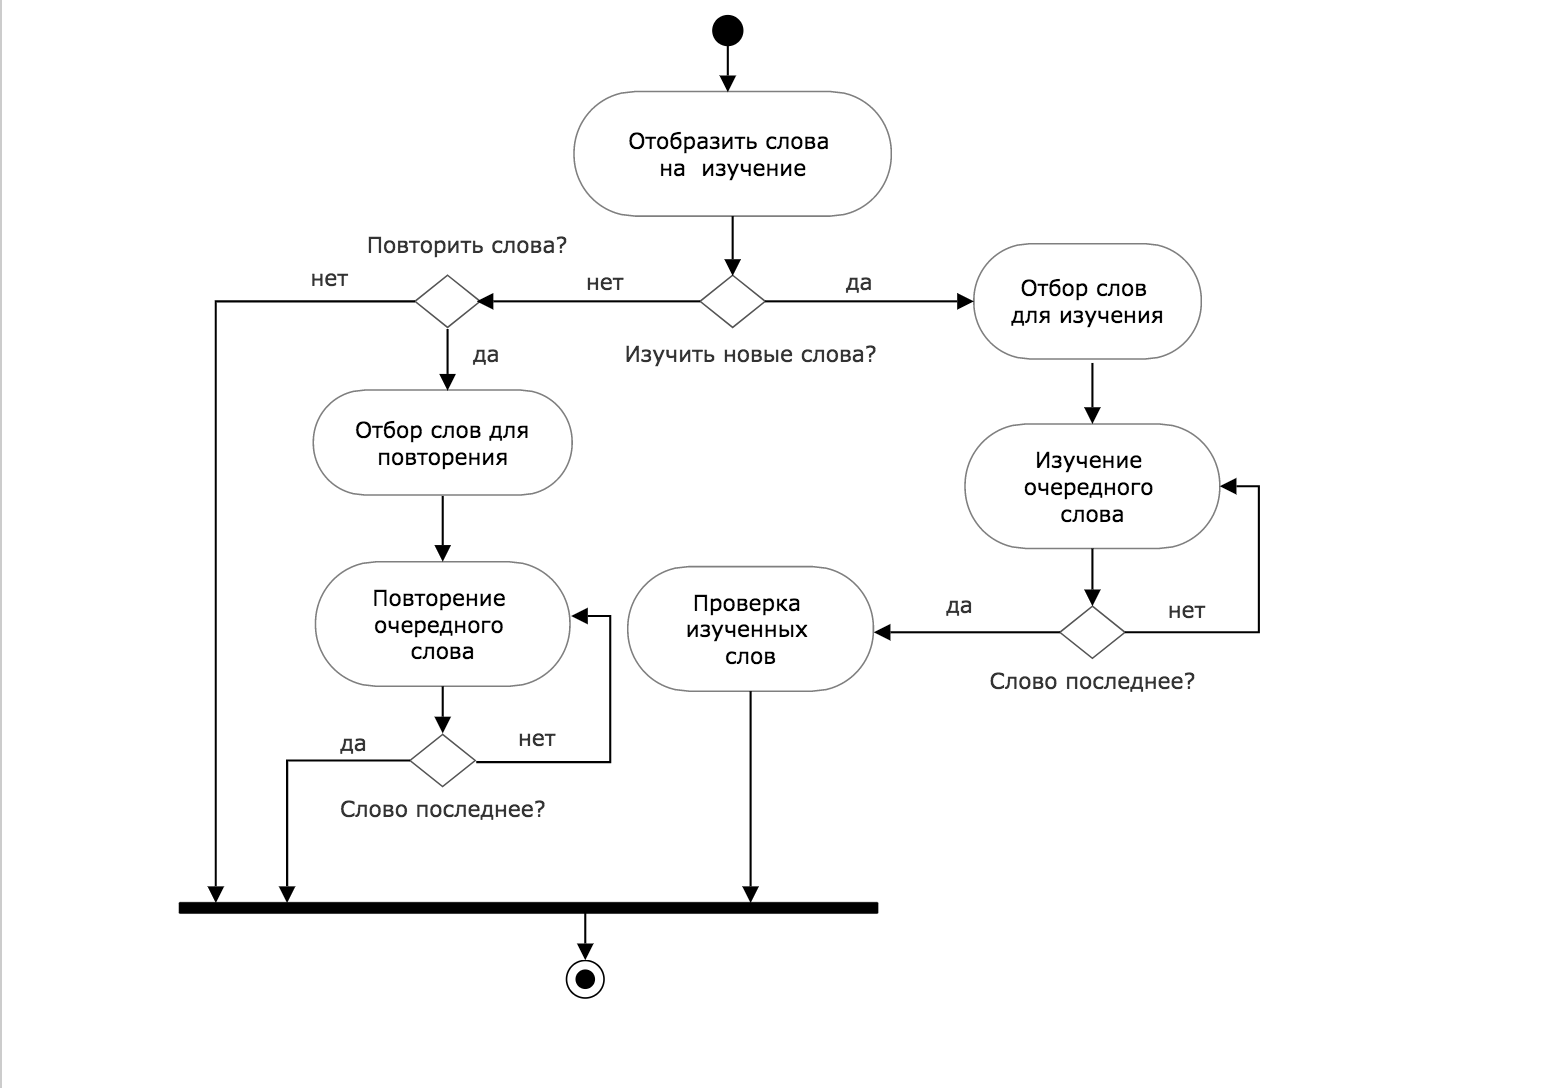 Отобразить слова
на изучение
Повторить слова?
нет
нет
да
Отбор слов
для изучения
Изучить новые слова?
да
Отбор слов для
повторения
Изучение
очередного
слова
Повторение
очередного
слова
Проверка
изученных
слов
да
нет
Слово последнее?
да
нет
Слово последнее?